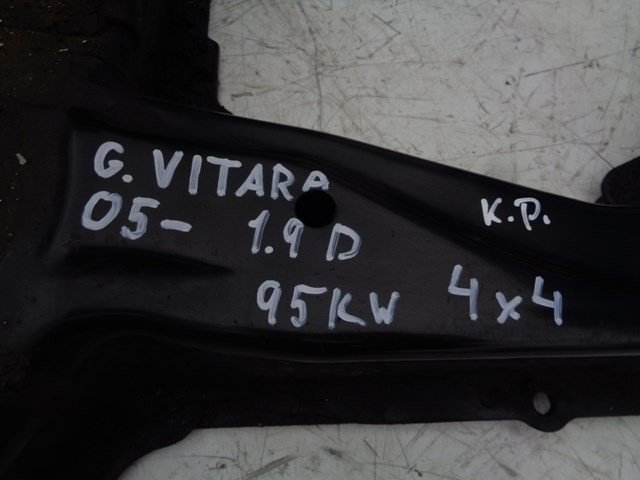 G. VITARA
05- 1.9 D
K.P.
95KW 4x4